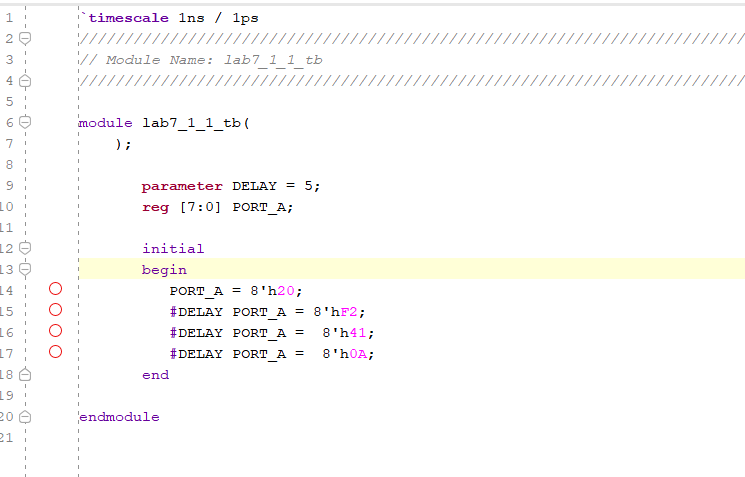 1 `timescale 1ns / 1ps
2 //////////////////////////////////////////////////////////////////////////
3 // Module Name: lab7_1_1_tb
4 //////////////////////////////////////////////////////////////////////////
5
6 module lab7_1_1_tb(
7 );
8
9 parameter DELAY = 5;
10 reg [7:0] PORT_A;
11
12 initial
13 begin
14 PORT_A = 8'h20;
15 #DELAY PORT_A = 8'hF2;
16 #DELAY PORT_A = 8'h41;
17 #DELAY PORT_A = 8'h0A;
18 end
19
20 endmodule
21